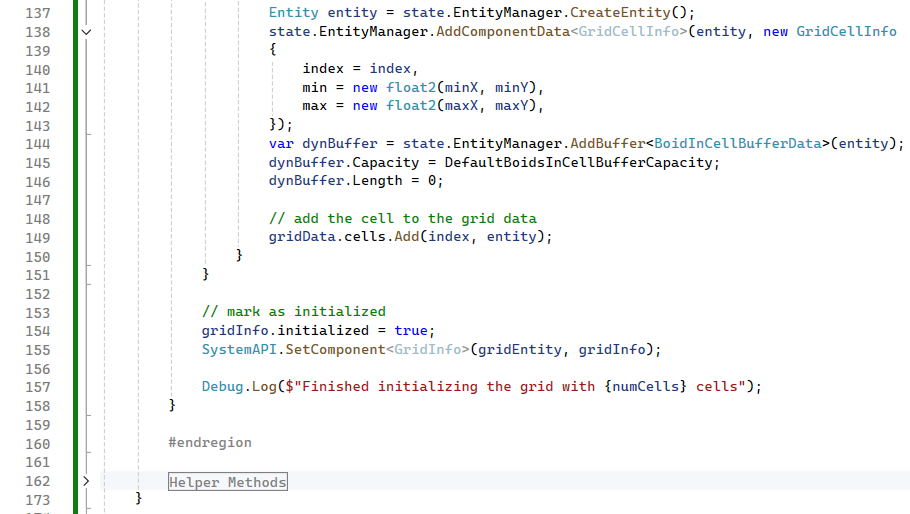 137 Entity entity = state.EntityManager.CreateEntity();
138 state.EntityManager.AddComponentData<GridCellInfo>(entity, new GridCellInfo
139 {
140 index = index,
141 min = new float2(minX, minY),
142 max = new float2(maxX, maxY),
143 });
144 var dynBuffer = state.EntityManager.AddBuffer<BoidInCellBufferData>(entity);
145 dynBuffer.Capacity = DefaultBoidsInCellBufferCapacity;
146 dynBuffer.Length = 0;
147
148 // add the cell to the grid data
149 gridData.cells.Add(index, entity);
150 }
151 }
152
153 // mark as initialized
154 gridInfo.initialized = true;
155 SystemAPI.SetComponent<GridInfo>(gridEntity, gridInfo);
156
157 Debug.Log($"Finished initializing the grid with {numCells} cells");
158 }
159
160 #endregion
161
162 Helper Methods
173 }